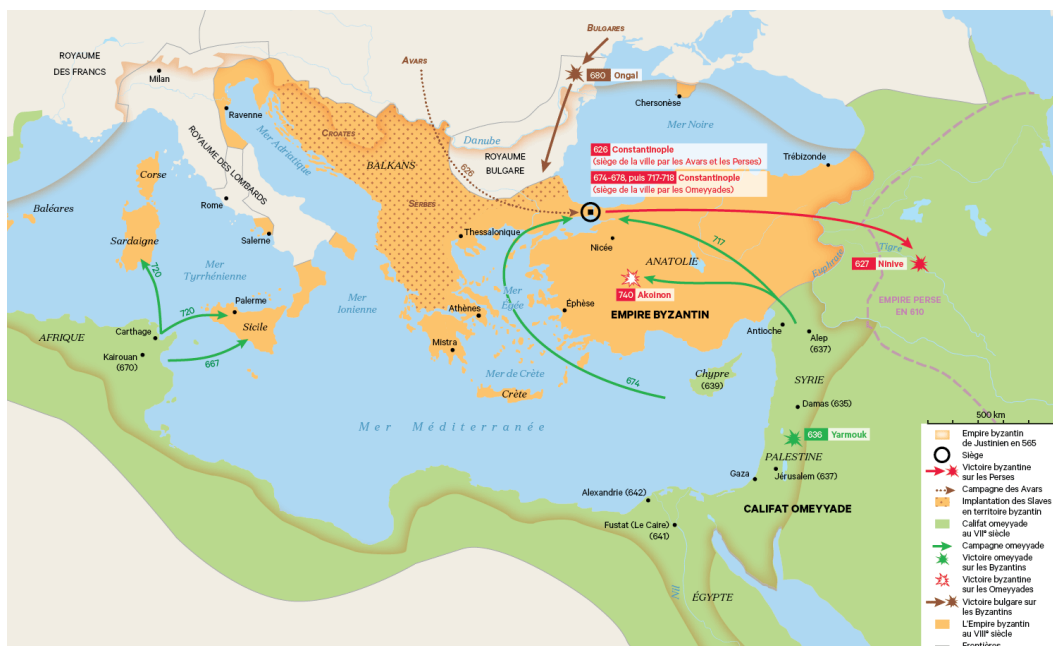 BULGARES
ROYAUME
DES FRANCS
AVARS
Milan
680 Ongal
Chersonèse
Ravenne
Mer Adriatique
CROATES
Danube
Mer Noire
ROYAUME DES LOMBARDS
BALKANS
626
ROYAUME
BULGARE
626 Constantinople
(siège de la ville par les Avars et les Perses)
674-678, puis 717-718 Constantinople
(siège de la ville par les Omeyyades)
Trébizonde
Corse
Baléares
Rome
SERBES
Sardaigne
Salerne
Thessalonique
Nicée
717
Tigre
Mer
Tyrrhénienne
ANATOLIE
Euphrate
627 Ninive
720
Mer
Ionienne
Mer
Égée
740 Akoinon
EMPIRE PERSE
EN 610
Palerme
720
Athènes
Éphèse
EMPIRE BYZANTIN
Sicile
AFRIQUE
Carthage
Antioche
Alep
(637)
Kairouan
(670)
667
Mistra
Mer de Crète
674
Chypre
(639)
SYRIE
Crète
Damas (635)
Mer Méditerranée
636 Yarmouk
PALESTINE
Gaza
Jérusalem (637)
Alexandrie (642)
CALIFAT OMEYYADE
Fustat (Le Caire)
(641)
Nil
ÉGYPTE
500 km
Empire byzantin
de Justinien en 565
Siège
Victoire byzantine
sur les Perses
Campagne des Avars
Implantation des Slaves
en territoire byzantin
Califat omeyyade
au VIIe siècle
Campagne omeyyade
Victoire omeyyade
sur les Byzantins
Victoire byzantine
sur les Omeyyades
Victoire bulgare sur
les Byzantins
L'Empire byzantin
au VIIIe siècle
Frontières